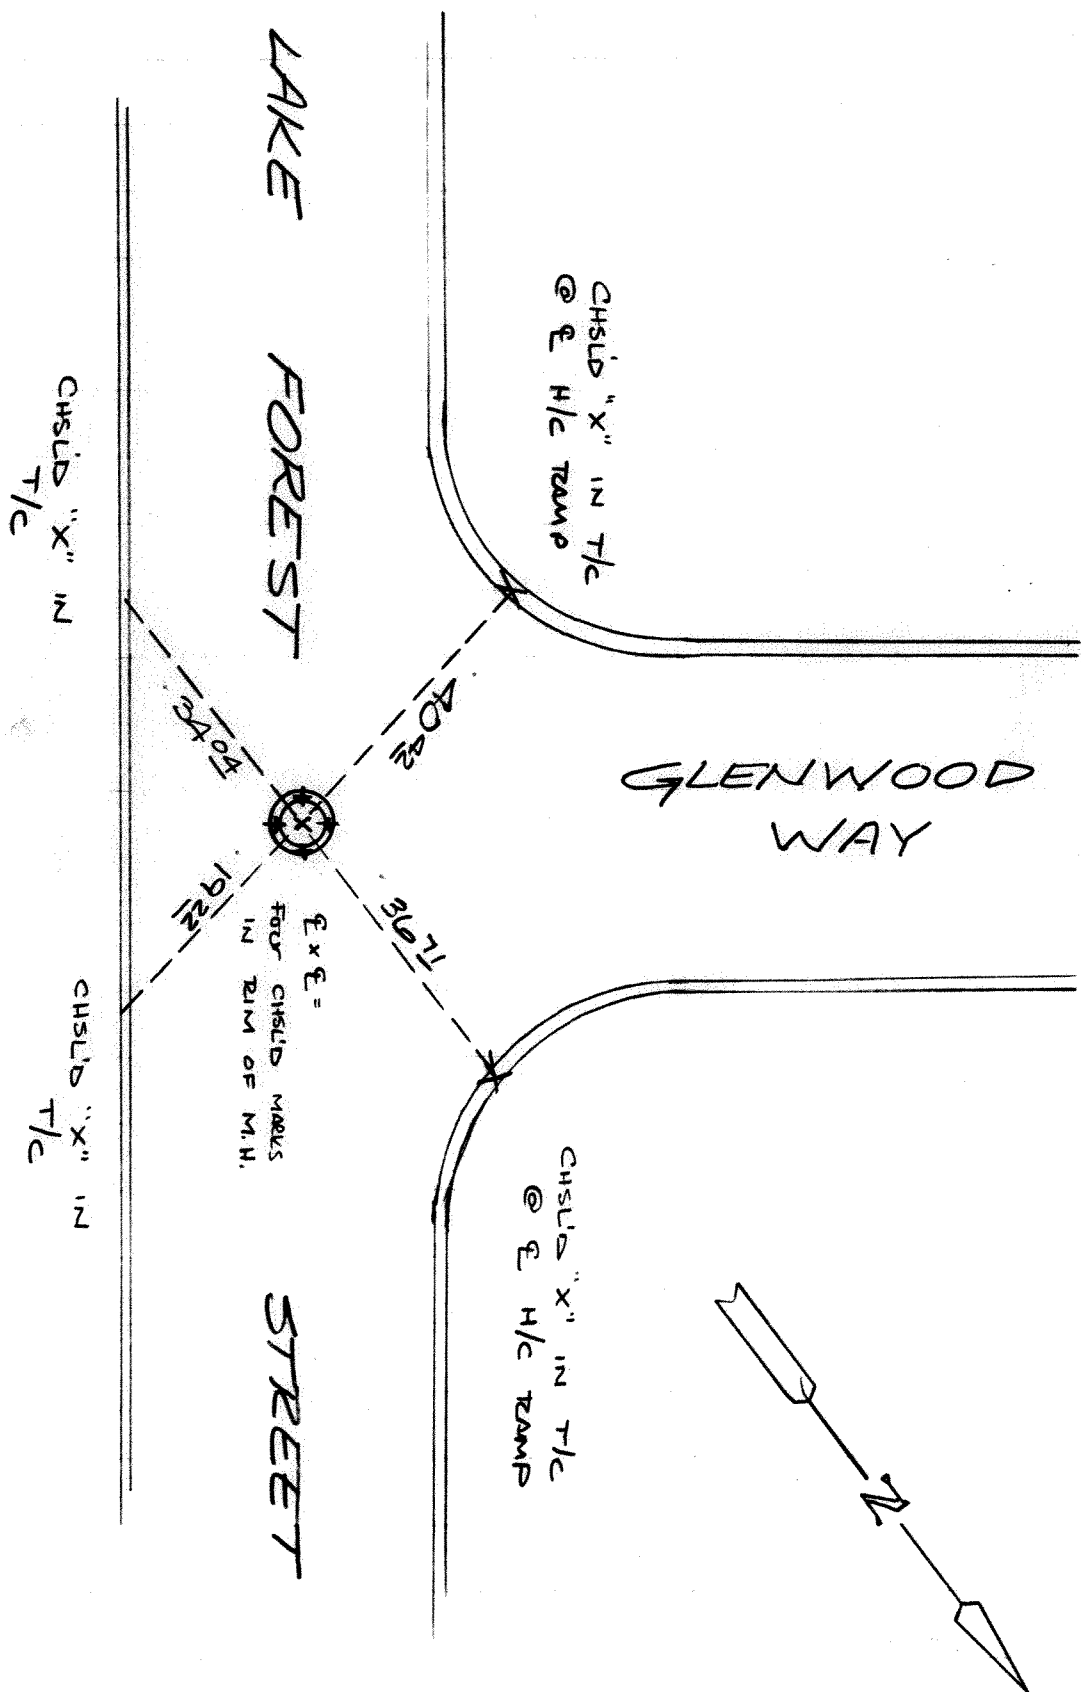 LAKE FOREST STREET
GLENWOOD
WAY
CHSL'D "X" IN T/C
@ ℄ H/C RAMP
CHSL'D "X" IN
T/C
34 04
40 42
19 22
36 71
℄ x ℄ =
FOUR CHSL'D MARKS
IN RIM OF M.H.
CHSL'D "X" IN
T/C
CHSL'D "X" IN T/C
@ ℄ H/C RAMP
N